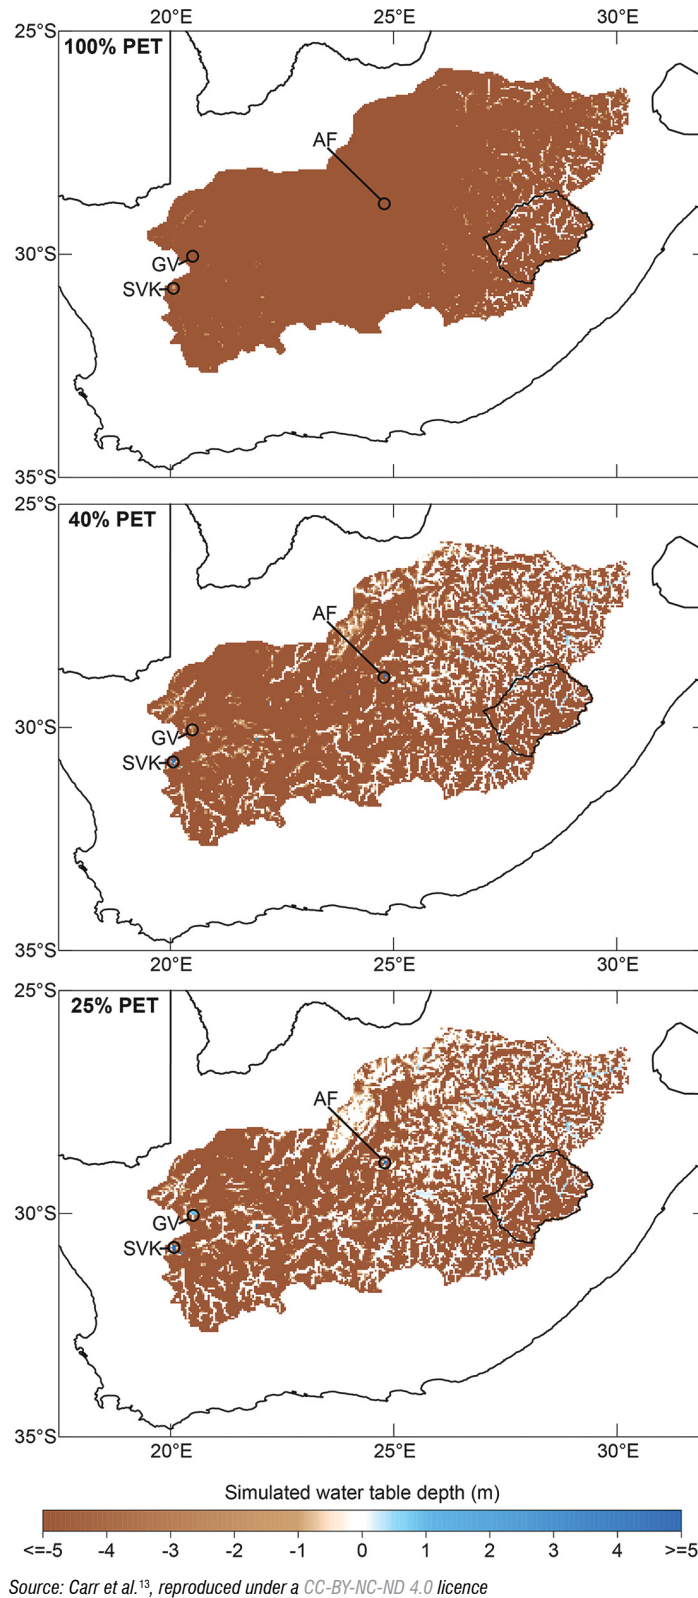 20°E 25°E 30°E
25°S
100% PET
AF
30°S
GV
SVK
35°S
25°S
40% PET
AF
30°S
GV
SVK
35°S
20°E 25°E 30°E
25°S
25% PET
AF
30°S
GV
SVK
35°S
20°E 25°E 30°E
Simulated water table depth (m)
<=-5 -4 -3 -2 -1 0 1 2 3 4 >=5
Source: Carr et al.¹³, reproduced under a CC-BY-NC-ND 4.0 licence